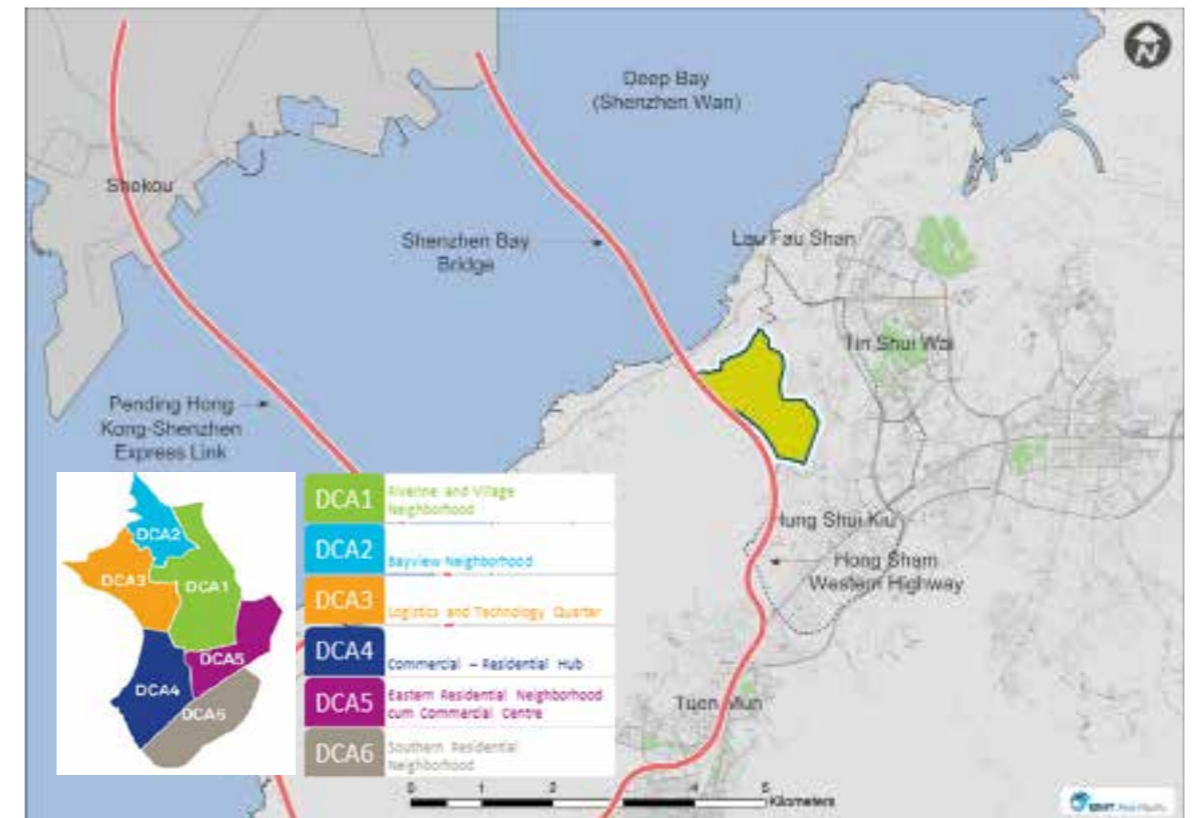 N
Deep Bay
(Shenzhen Wan)
Shekou
Shenzhen Bay
Bridge
Lau Fau Shan
Tin Shui Wai
Pending Hong
Kong-Shenzhen
Express Link
Hung Shui Kiu
Hong Sham
Western Highway
Tuen Mun
DCA2
DCA3
DCA1
DCA5
DCA4
DCA6
DCA1 Riverine and Village
Neighborhood
DCA2 Bayview Neighborhood
DCA3 Logistics and Technology Quarter
DCA4 Commercial – Residential Hub
DCA5 Eastern Residential Neighborhood
cum Commercial Centre
DCA6 Southern Residential
Neighborhood
0 1 2 4 5
Kilometers